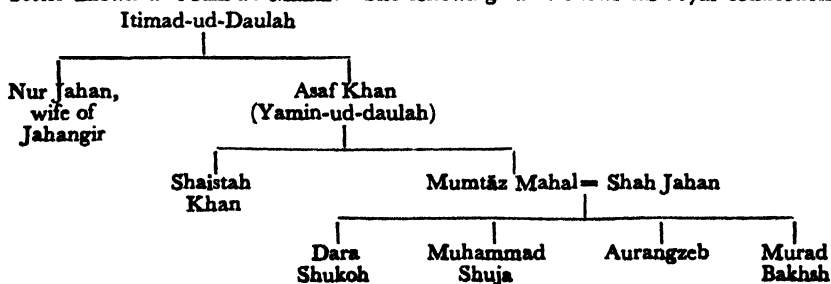 Itimad-ud-Daulah
Nur Jahan,
wife of
Jahangir
Asaf Khan
(Yamin-ud-daulah)
Shaistah
Khan
Mumtāz Mahal= Shah Jahan
Dara
Shukoh
Muhammad
Shuja
Aurangzeb
Murad
Bakhsh